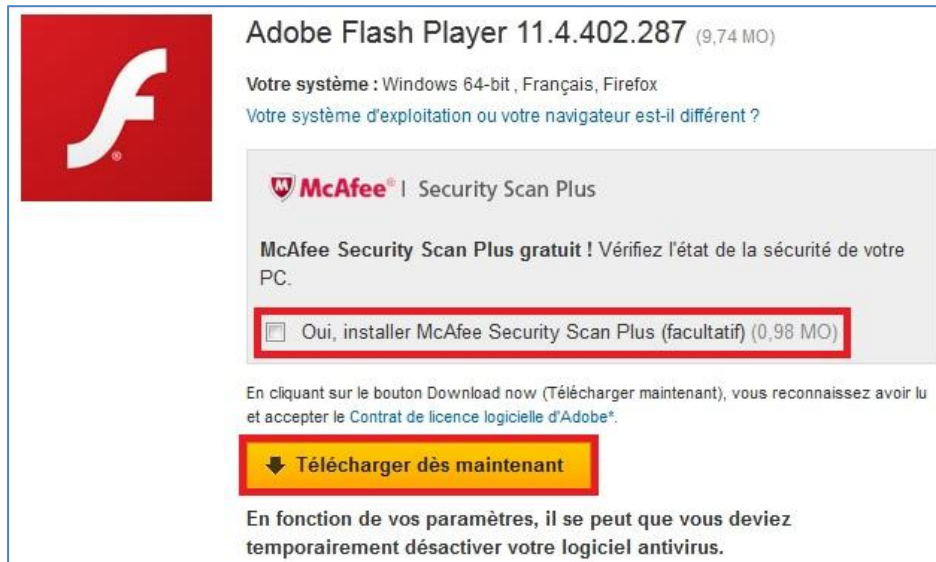 Adobe Flash Player 11.4.402.287 (9,74 MO)
Votre système : Windows 64-bit , Français, Firefox
Votre système d'exploitation ou votre navigateur est-il différent ?
McAfee® | Security Scan Plus
McAfee Security Scan Plus gratuit ! Vérifiez l'état de la sécurité de votre
PC.
Oui, installer McAfee Security Scan Plus (facultatif) (0,98 MO)
En cliquant sur le bouton Download now (Télécharger maintenant), vous reconnaissez avoir lu
et accepter le Contrat de licence logicielle d'Adobe*.
Télécharger dès maintenant
En fonction de vos paramètres, il se peut que vous deviez
temporairement désactiver votre logiciel antivirus.